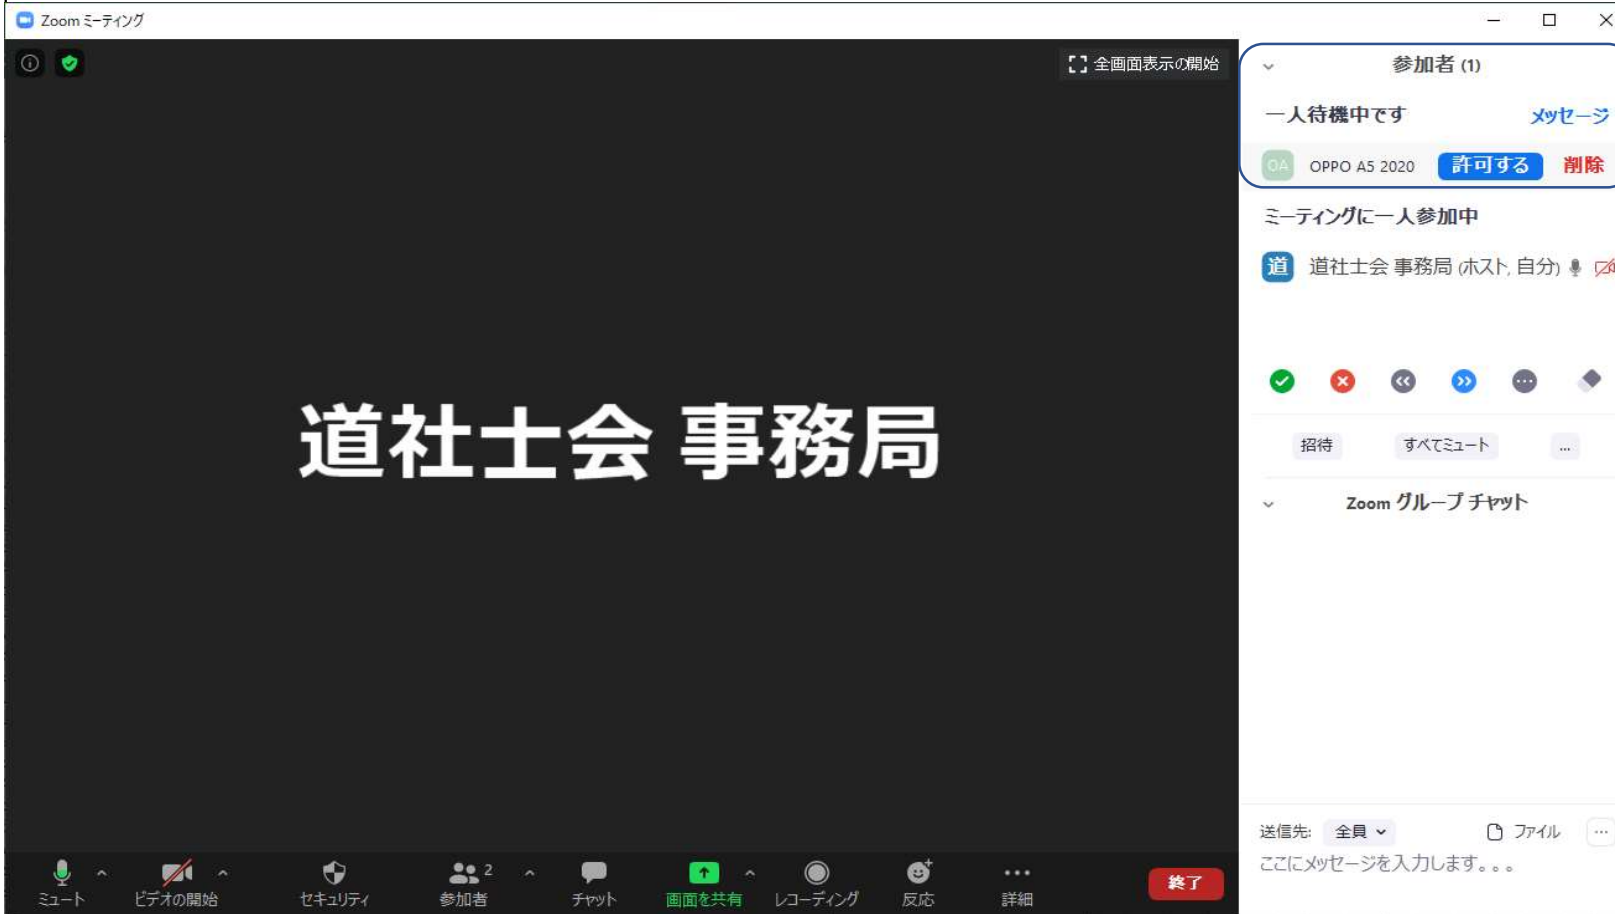 Zoom ミーティング
全画面表示の開始
参加者 (1)
一人待機中です メッセージ
OA OPPO A5 2020 許可する 削除
ミーティングに一人参加中
道 道社士会 事務局 (ホスト, 自分)
道社士会 事務局
招待 すべてミュート ...
Zoom グループ チャット
送信先: 全員 ファイル ...
ここにメッセージを入力します。。。
ミュート ビデオの開始 セキュリティ 参加者 2 チャット 画面を共有 レコーディング 反応 詳細 終了